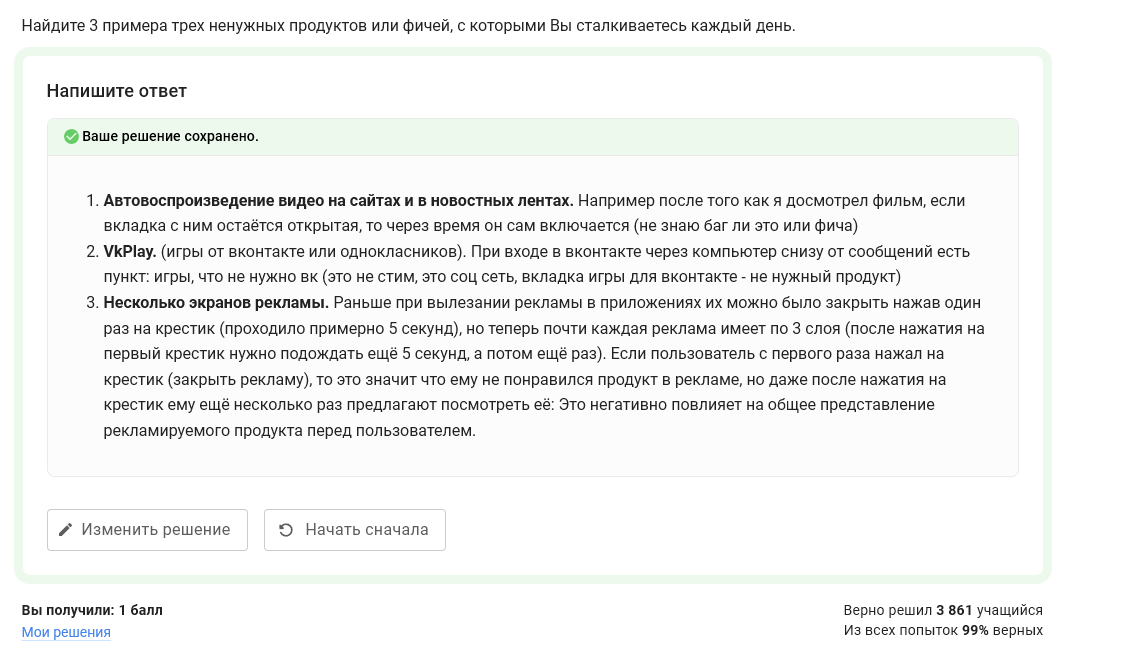 Найдите 3 примера трех ненужных продуктов или фичей, с которыми Вы сталкиваетесь каждый день.
Напишите ответ
Ваше решение сохранено.
1. Автовоспроизведение видео на сайтах и в новостных лентах. Например после того как я досмотрел фильм, если
вкладка с ним остаётся открытая, то через время он сам включается (не знаю баг ли это или фича)
2. VkPlay. (игры от вконтакте или однокласников). При входе в вконтакте через компьютер снизу от сообщений есть
пункт: игры, что не нужно вк (это не стим, это соц сеть, вкладка игры для вконтакте - не нужный продукт)
3. Несколько экранов рекламы. Раньше при вылезании рекламы в приложениях их можно было закрыть нажав один
раз на крестик (проходило примерно 5 секунд), но теперь почти каждая реклама имеет по 3 слоя (после нажатия на
первый крестик нужно подождать ещё 5 секунд, а потом ещё раз). Если пользователь с первого раза нажал на
крестик (закрыть рекламу), то это значит что ему не понравился продукт в рекламе, но даже после нажатия на
крестик ему ещё несколько раз предлагают посмотреть её: Это негативно повлияет на общее представление
рекламируемого продукта перед пользователем.
Изменить решение
Начать сначала
Вы получили: 1 балл
Мои решения
Верно решил 3 861 учащийся
Из всех попыток 99% верных